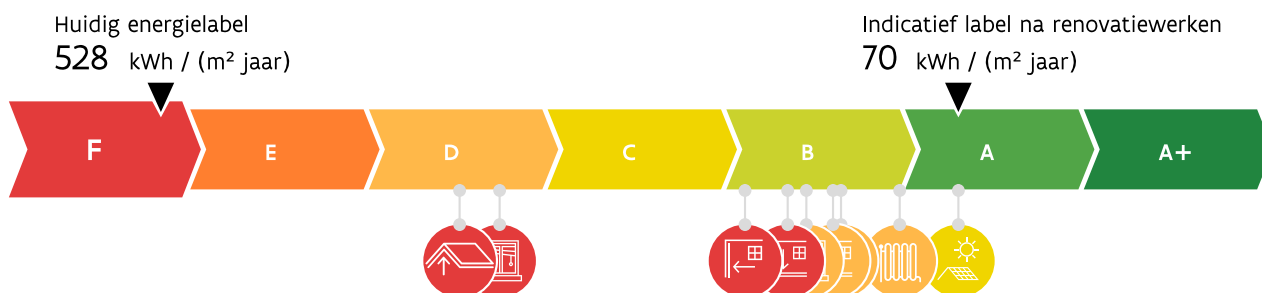 Huidig energielabel
528 kWh / (m² jaar)
Indicatief label na renovatiewerken
70 kWh / (m² jaar)
F E D C B A A+